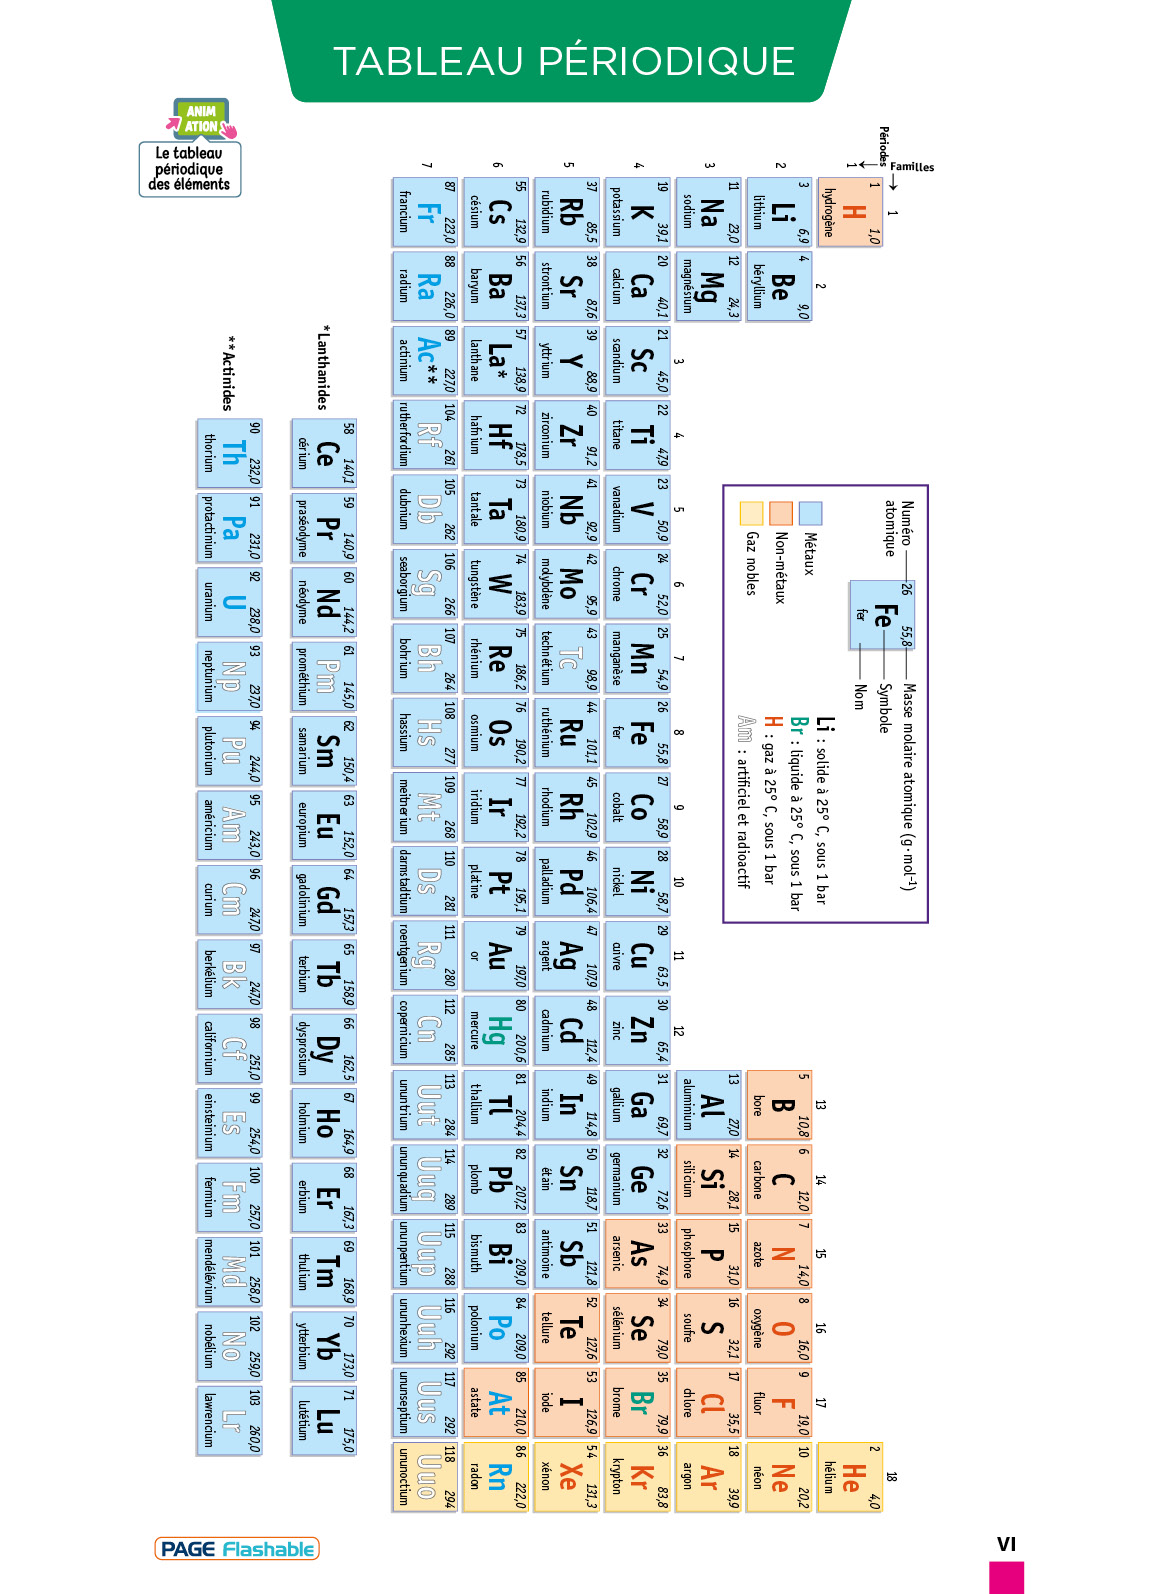 TABLEAU PÉRIODIQUE
ANIM
ATION
Le tableau
périodique
des éléments
Périodes
Familles
1
2
3
4
5
6
7
8
9
10
11
12
13
14
15
16
17
18
Numéro
atomique
26 55,8
Fe
fer
Masse molaire atomique (g·mol⁻¹)
Symbole
Nom
Métaux
Non-métaux
Gaz nobles
Li : solide à 25° C, sous 1 bar
Br : liquide à 25° C, sous 1 bar
H : gaz à 25° C, sous 1 bar
Am : artificiel et radioactif
1
1 1,0
H
hydrogène
2 4,0
He
hélium
2
3 6,9
Li
lithium
4 9,0
Be
béryllium
5 10,8
B
bore
6 12,0
C
carbone
7 14,0
N
azote
8 16,0
O
oxygène
9 19,0
F
fluor
10 20,2
Ne
néon
3
11 23,0
Na
sodium
12 24,3
Mg
magnésium
13 27,0
Al
aluminium
14 28,1
Si
silicium
15 31,0
P
phosphore
16 32,1
S
soufre
17 35,5
Cl
chlore
18 39,9
Ar
argon
4
19 39,1
K
potassium
20 40,1
Ca
calcium
21 45,0
Sc
scandium
22 47,9
Ti
titane
23 50,9
V
vanadium
24 52,0
Cr
chrome
25 54,9
Mn
manganèse
26 55,8
Fe
fer
27 58,9
Co
cobalt
28 58,7
Ni
nickel
29 63,5
Cu
cuivre
30 65,4
Zn
zinc
31 69,7
Ga
gallium
32 72,6
Ge
germanium
33 74,9
As
arsenic
34 79,0
Se
sélénium
35 79,9
Br
brome
36 83,8
Kr
krypton
5
37 85,5
Rb
rubidium
38 87,6
Sr
strontium
39 88,9
Y
yttrium
40 91,2
Zr
zirconium
41 92,9
Nb
niobium
42 95,9
Mo
molybdène
43 98,9
Tc
technétium
44 101,1
Ru
ruthénium
45 102,9
Rh
rhodium
46 106,4
Pd
palladium
47 107,9
Ag
argent
48 112,4
Cd
cadmium
49 114,8
In
indium
50 118,7
Sn
étain
51 121,8
Sb
antimoine
52 127,6
Te
tellure
53 126,9
I
iode
54 131,3
Xe
xénon
6
55 132,9
Cs
césium
56 137,3
Ba
baryum
57 138,9
La*
lanthane
72 178,5
Hf
hafnium
73 180,9
Ta
tantale
74 183,9
W
tungstène
75 186,2
Re
rhénium
76 190,2
Os
osmium
77 192,2
Ir
iridium
78 195,1
Pt
platine
79 197,0
Au
or
80 200,6
Hg
mercure
81 204,4
Tl
thallium
82 207,2
Pb
plomb
83 209,0
Bi
bismuth
84 209,0
Po
polonium
85 210,0
At
astate
86 222,0
Rn
radon
7
87 223,0
Fr
francium
88 226,0
Ra
radium
89 227,0
Ac**
actinium
104 261
Rf
rutherfordium
105 262
Db
dubnium
106 266
Sg
seaborgium
107 264
Bh
bohrium
108 277
Hs
hassium
109 268
Mt
meitnerium
110 281
Ds
darmstadtium
111 280
Rg
roentgenium
112 285
Cn
copernicium
113 284
Uut
ununtrium
114 289
Uuq
ununquadium
115 288
Uup
ununpentium
116 292
Uuh
ununhexium
117 292
Uus
ununseptium
118 294
Uuo
ununoctium
*Lanthanides
58 140,1
Ce
cérium
59 140,9
Pr
praséodyme
60 144,2
Nd
néodyme
61 145,0
Pm
prométhium
62 150,4
Sm
samarium
63 152,0
Eu
europium
64 157,3
Gd
gadolinium
65 158,9
Tb
terbium
66 162,5
Dy
dysprosium
67 164,9
Ho
holmium
68 167,3
Er
erbium
69 168,9
Tm
thulium
70 173,0
Yb
ytterbium
71 175,0
Lu
lutétium
**Actinides
90 232,0
Th
thorium
91 231,0
Pa
protactinium
92 238,0
U
uranium
93 237,0
Np
neptunium
94 244,0
Pu
plutonium
95 243,0
Am
américium
96 247,0
Cm
curium
97 247,0
Bk
berkélium
98 251,0
Cf
californium
99 254,0
Es
einsteinium
100 257,0
Fm
fermium
101 258,0
Md
mendélévium
102 259,0
No
nobélium
103 260,0
Lr
lawrencium
PAGE Flashable
VI